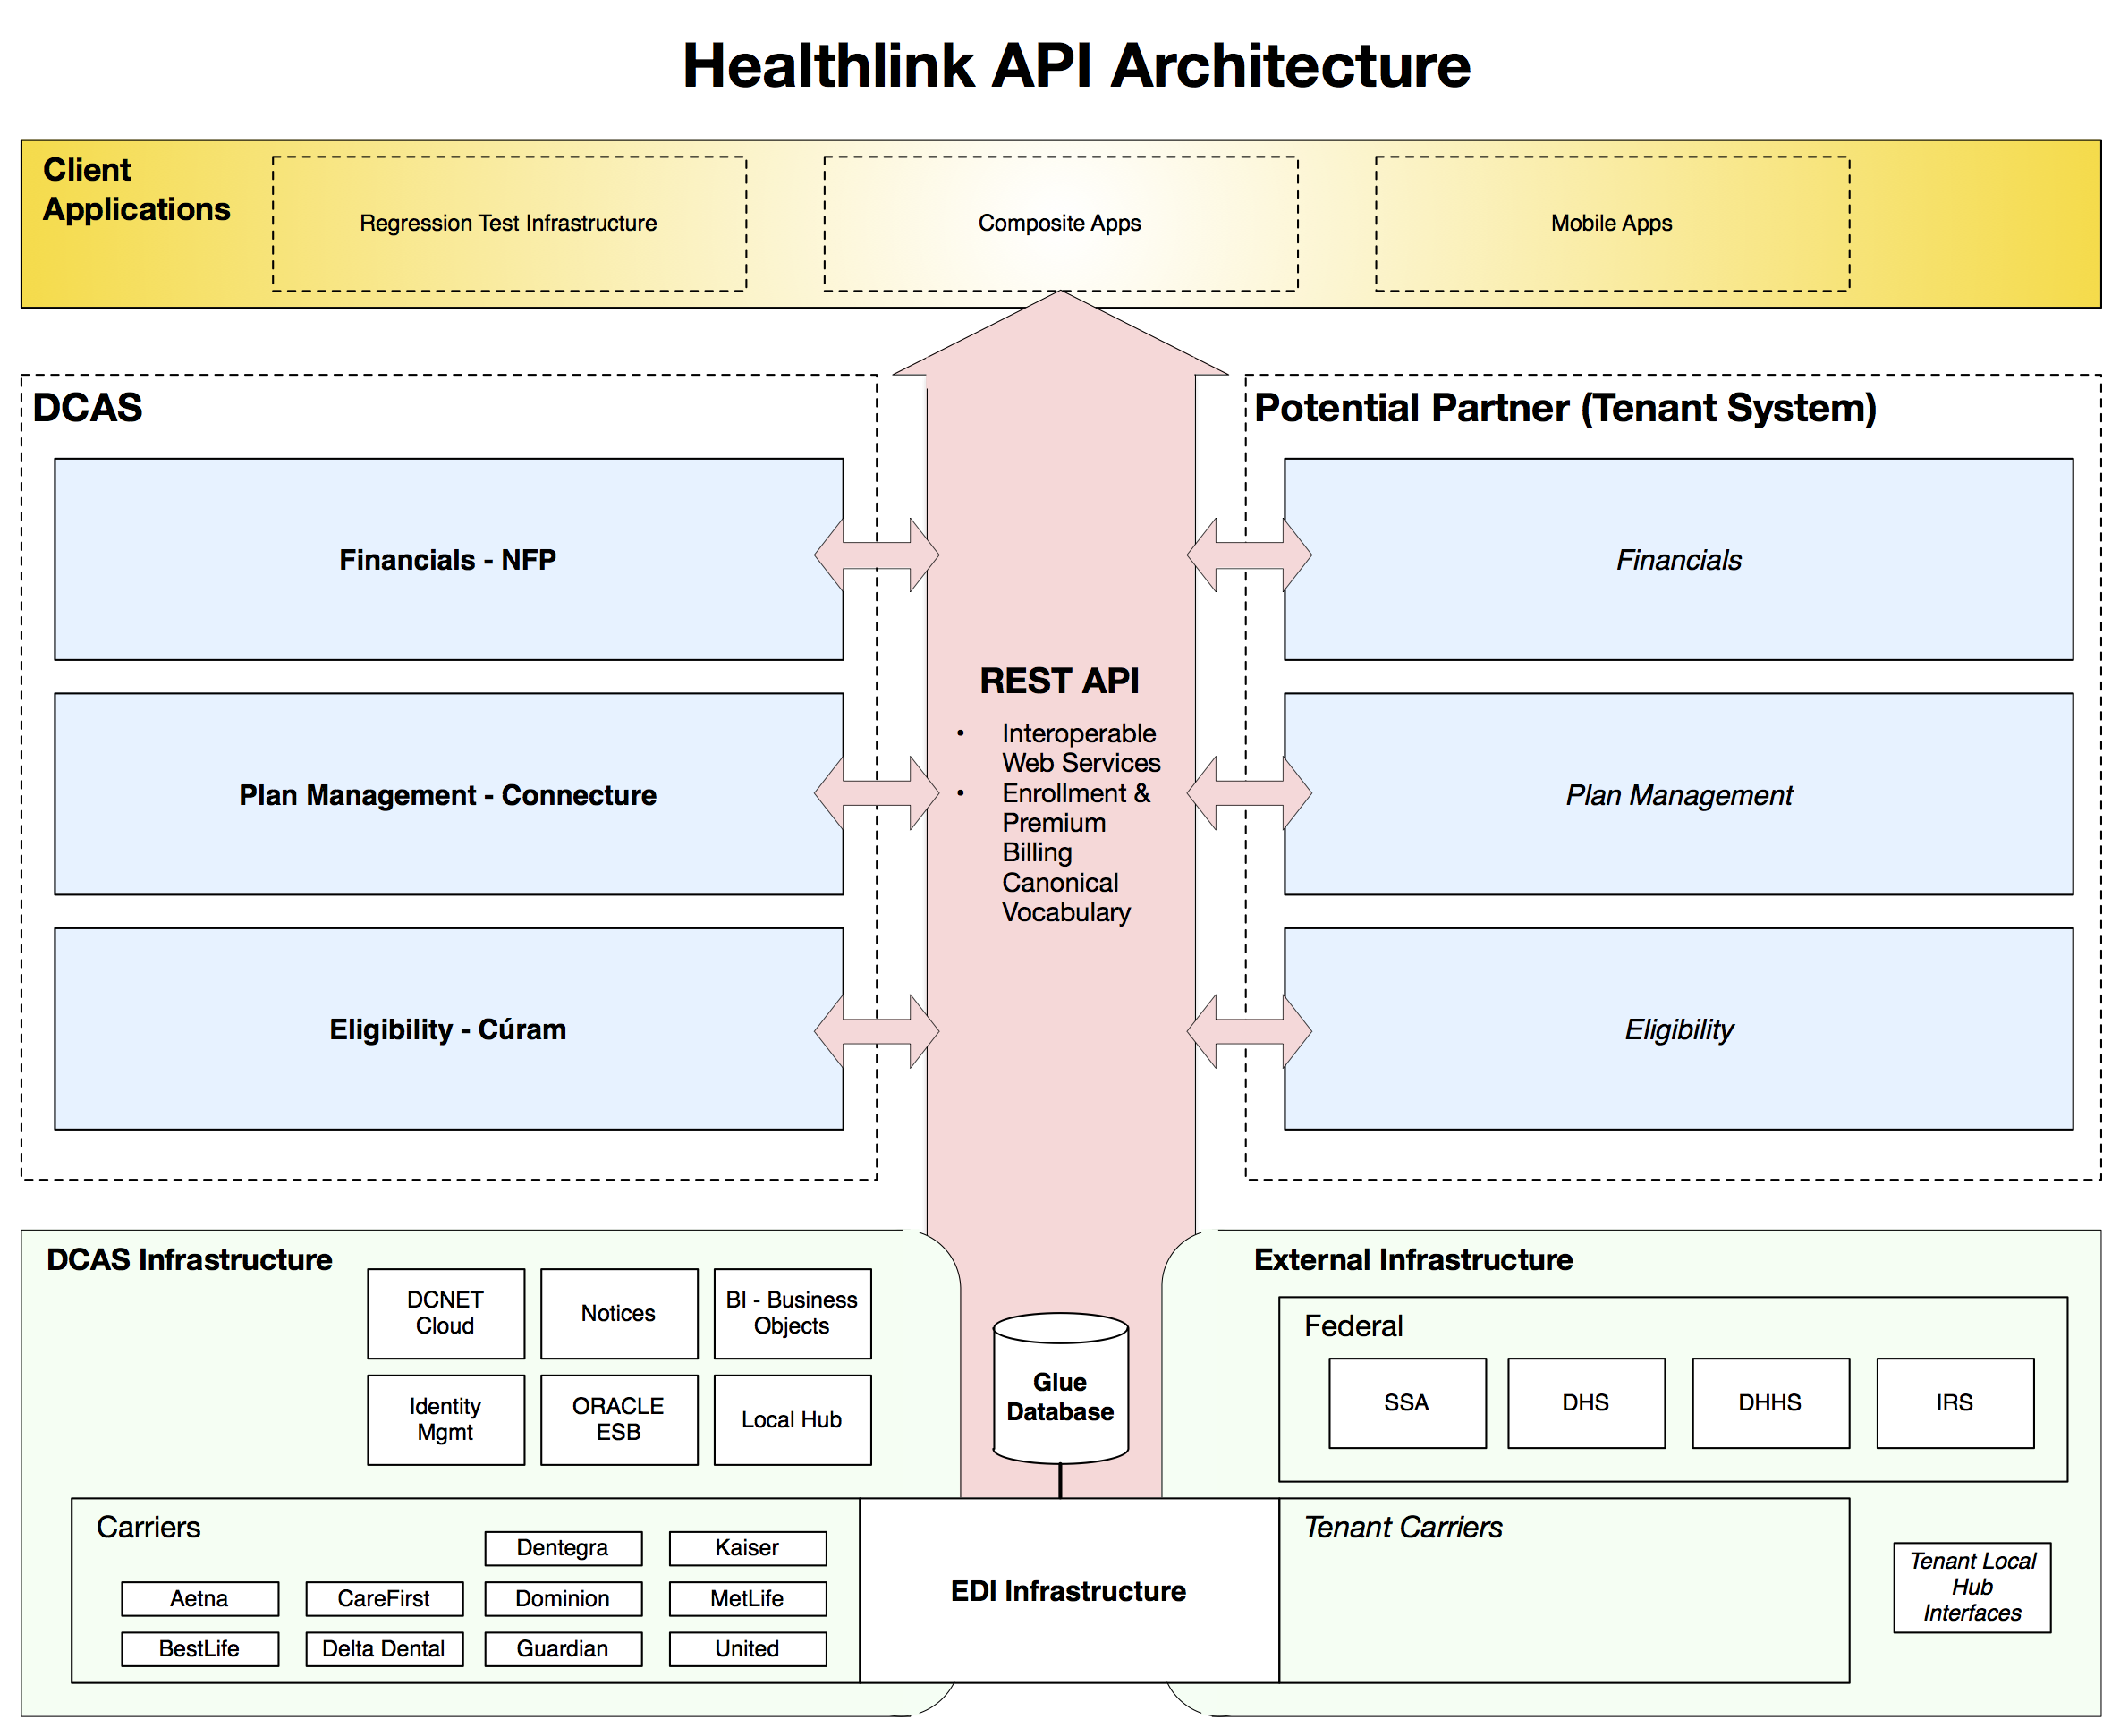 Healthlink API Architecture
Client
Applications
Regression Test Infrastructure
Composite Apps
Mobile Apps
DCAS
Financials - NFP
Plan Management - Connecture
Eligibility - Cúram
REST API
• Interoperable
Web Services
• Enrollment &
Premium
Billing
Canonical
Vocabulary
Potential Partner (Tenant System)
Financials
Plan Management
Eligibility
DCAS Infrastructure
DCNET
Cloud
Notices
BI - Business
Objects
Identity
Mgmt
ORACLE
ESB
Local Hub
Carriers
Dentegra
Kaiser
Aetna
CareFirst
Dominion
MetLife
BestLife
Delta Dental
Guardian
United
Glue
Database
EDI Infrastructure
External Infrastructure
Federal
SSA
DHS
DHHS
IRS
Tenant Carriers
Tenant Local
Hub
Interfaces